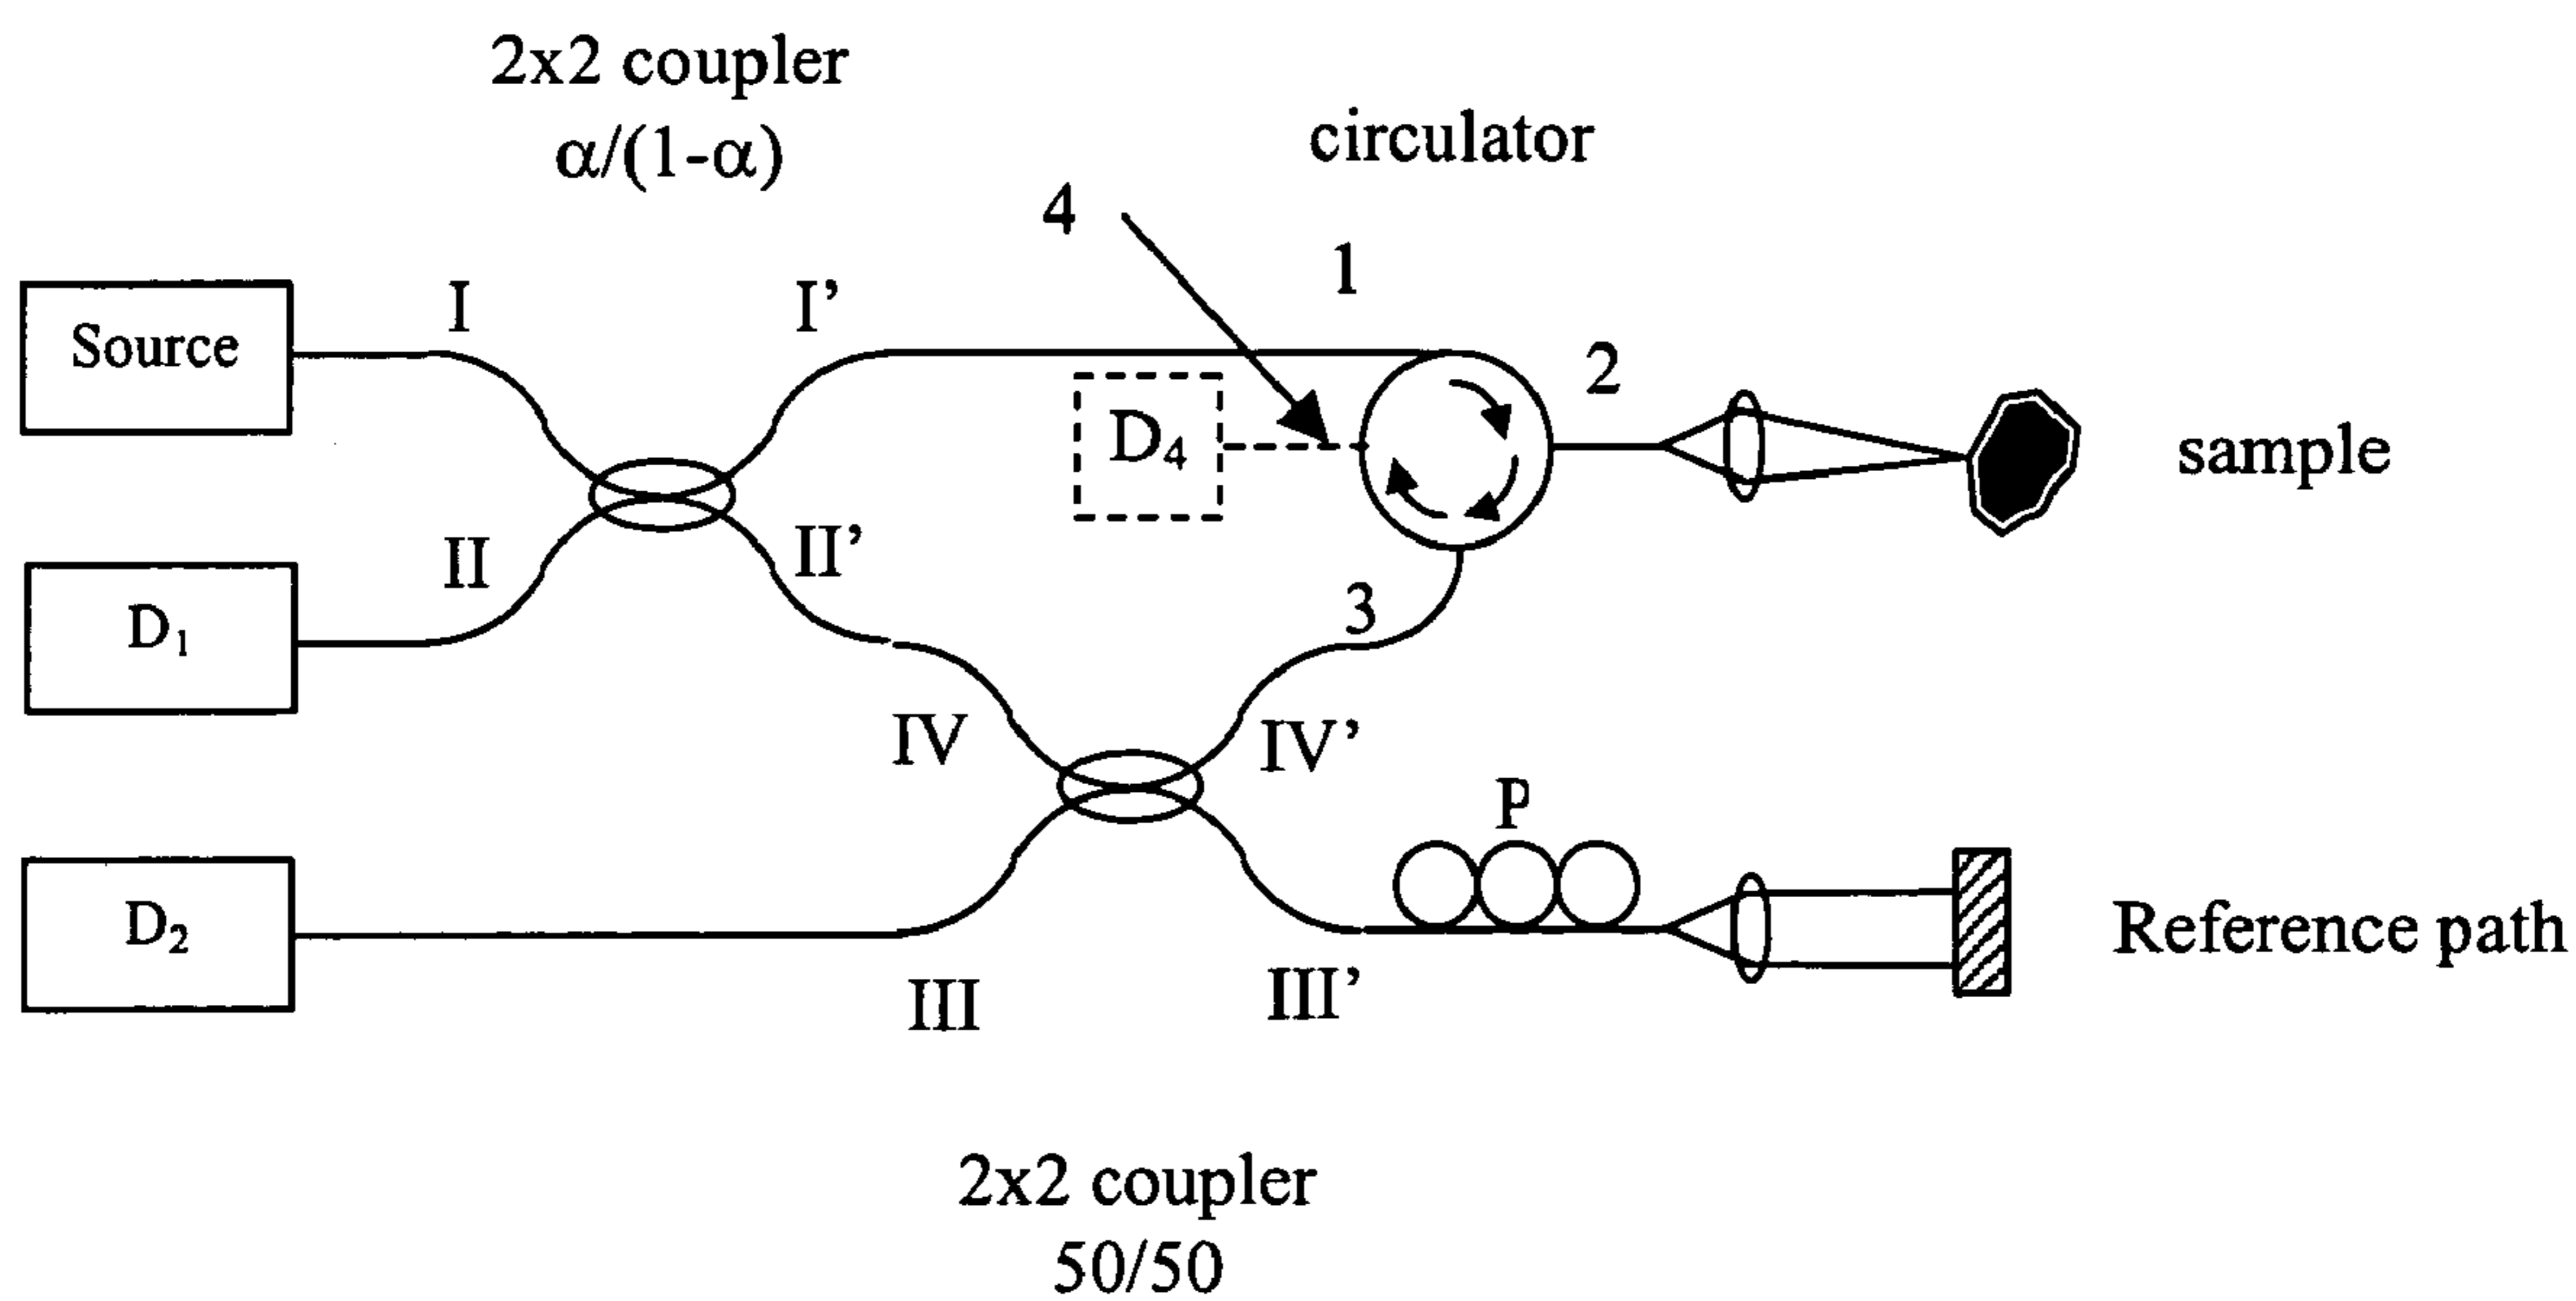 2x2 coupler
α/(1-α)
circulator
4
1
I
I’
2
Source
D4
sample
II
II’
D1
3
IV
IV’
P
D2
Reference path
III
III’
2x2 coupler
50/50